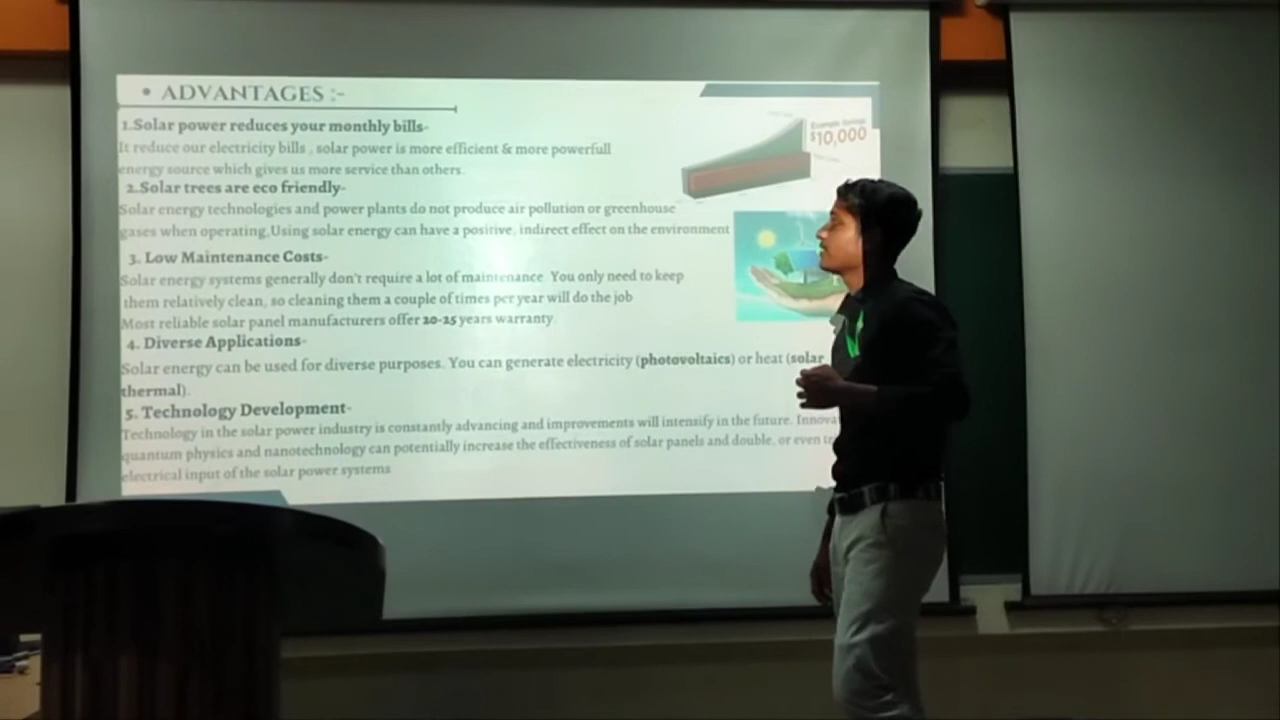 • ADVANTAGES :-
1.Solar power reduces your monthly bills-
It reduce our electricity bills , solar power is more efficient & more powerfull
energy source which gives us more service than others.
2.Solar trees are eco friendly-
Solar energy technologies and power plants do not produce air pollution or greenhouse
gases when operating.Using solar energy can have a positive, indirect effect on the environment
3. Low Maintenance Costs-
Solar energy systems generally don't require a lot of maintenance. You only need to keep
them relatively clean, so cleaning them a couple of times per year will do the job
Most reliable solar panel manufacturers offer 20-25 years warranty.
4. Diverse Applications-
Solar energy can be used for diverse purposes. You can generate electricity (photovoltaics) or heat (solar
thermal).
5. Technology Development-
Technology in the solar power industry is constantly advancing and improvements will intensify in the future.
quantum physics and nanotechnology can potentially increase the effectiveness of solar panels and double, or even
electrical input of the solar power systems
Example Savings
$10,000